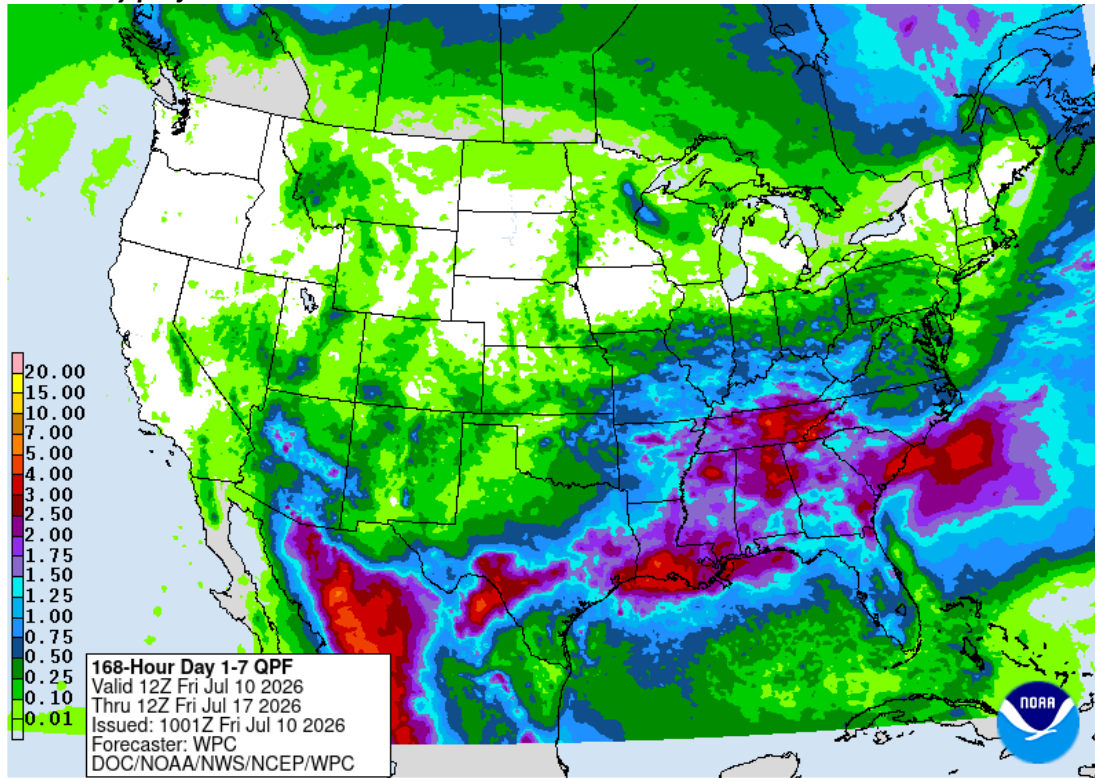 20.00
15.00
10.00
7.00
5.00
4.00
3.00
2.50
2.00
1.75
1.50
1.25
1.00
0.75
0.50
0.25
0.10
0.01
168-Hour Day 1-7 QPF
Valid 12Z Fri Jul 10 2026
Thru 12Z Fri Jul 17 2026
Issued: 1001Z Fri Jul 10 2026
Forecaster: WPC
DOC/NOAA/NWS/NCEP/WPC
NOAA